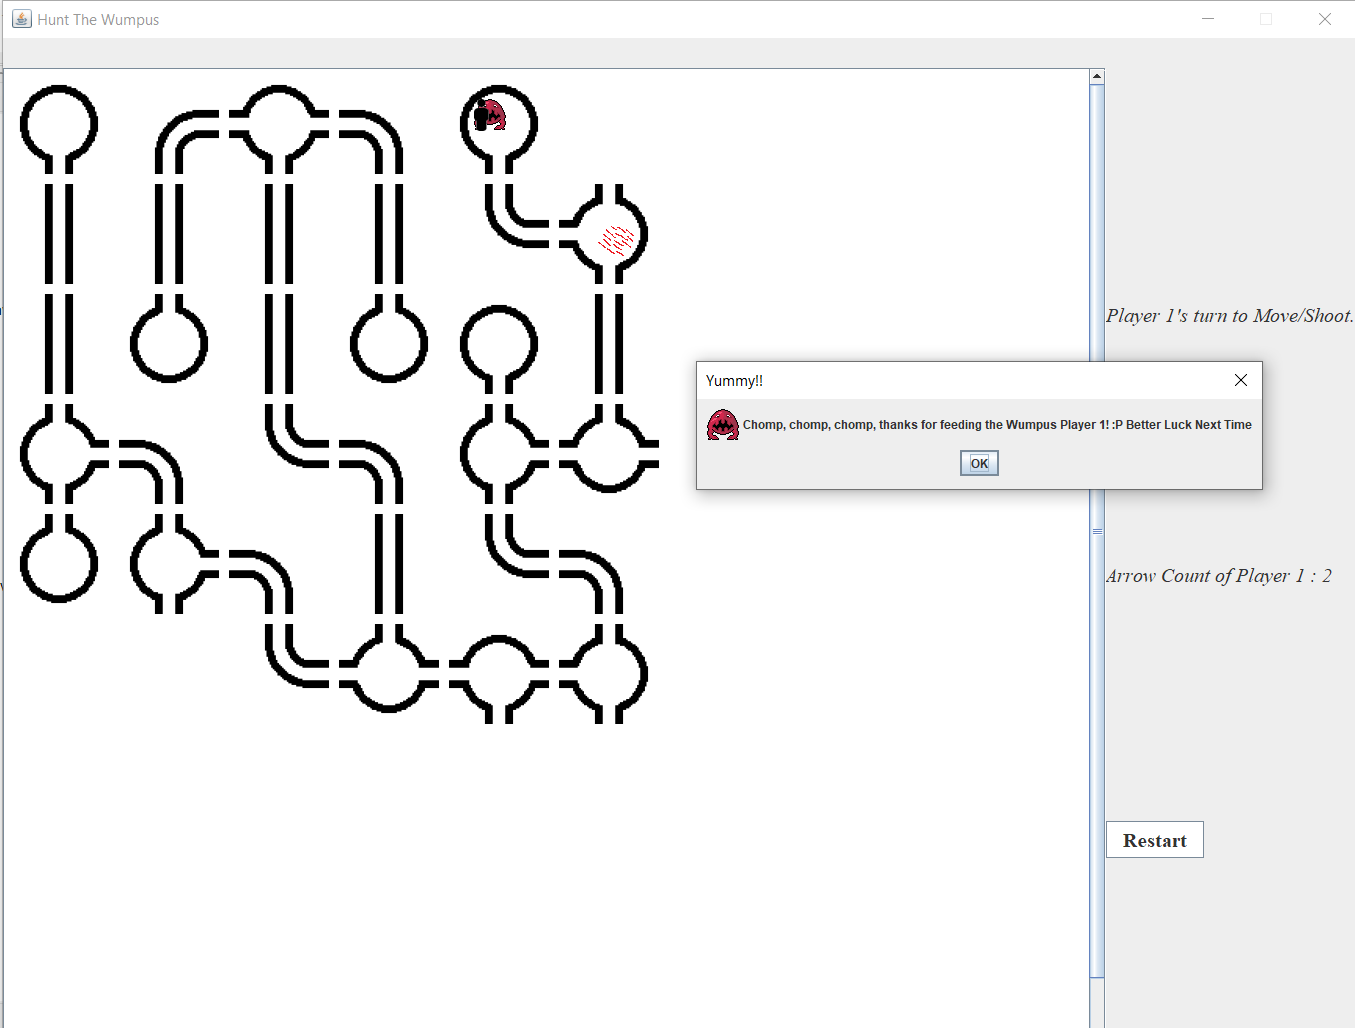 Hunt The Wumpus
Player 1's turn to Move/Shoot.
Yummy!!
Chomp, chomp, chomp, thanks for feeding the Wumpus Player 1! :P Better Luck Next Time
OK
Arrow Count of Player 1 : 2
Restart